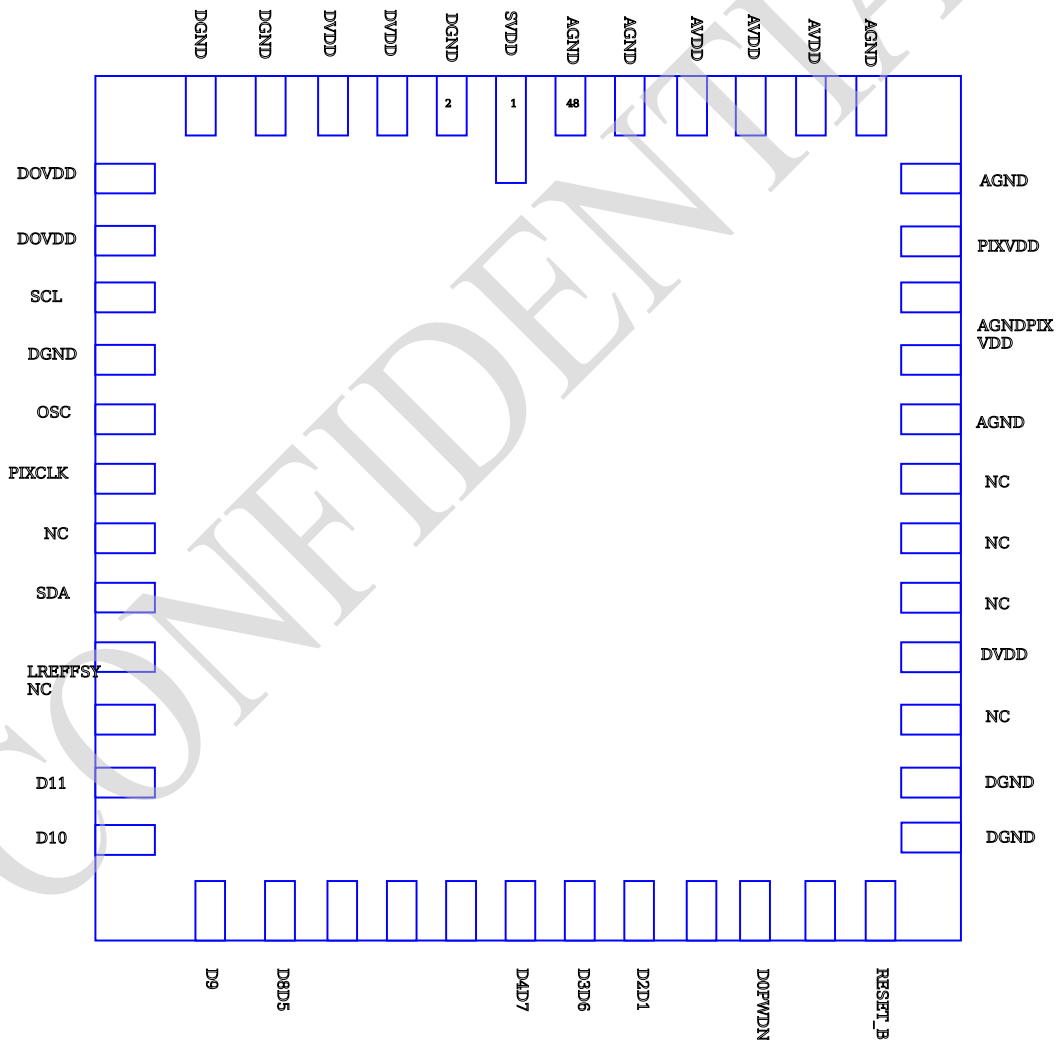 DGND
DGND
DVDD
DVDD
DGND
SVDD
AGND
AGND
AVDD
AVDD
AVDD
AGND
2
1
48
DOVDD
DOVDD
SCL
DGND
OSC
PIXCLK
NC
SDA
LREFFSY
NC
D11
D10
AGND
PIXVDD
AGNDPIX
VDD
AGND
NC
NC
NC
DVDD
NC
DGND
DGND
D9
D8D5
D4D7
D3D6
D2D1
D0PWDN
RESET_B
CONFIDENTIA